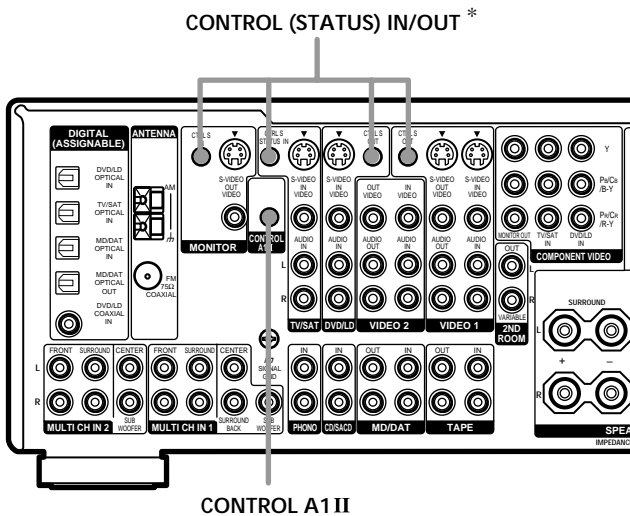 CONTROL (STATUS) IN/OUT *
DIGITAL
(ASSIGNABLE)
DVD/LD
OPTICAL
IN
TV/SAT
OPTICAL
IN
MD/DAT
OPTICAL
IN
MD/DAT
OPTICAL
OUT
DVD/LD
COAXIAL
IN
ANTENNA
AM
FM
75Ω
COAXIAL
S-VIDEO
OUT
VIDEO
MONITOR
CTRL S
STATUS IN
CONTROL
S-VIDEO
IN
VIDEO
AUDIO
IN
L
R
TV/SAT
S-VIDEO
IN
VIDEO
AUDIO
IN
DVD/LD
CTRL S
OUT
OUT
VIDEO
IN
VIDEO
AUDIO
OUT
AUDIO
IN
VIDEO 2
CTRL S
OUT
S-VIDEO
OUT
VIDEO
S-VIDEO
IN
VIDEO
AUDIO
OUT
AUDIO
IN
VIDEO 1
Y
PB/CB
/B-Y
PR/CR
/R-Y
MONITOR OUT
TV/SAT
IN
DVD/LD
IN
COMPONENT VIDEO
OUT
L
R
VARIABLE
2ND
ROOM
SURROUND
L
+ −
R
SPEA
IMPEDANC
FRONT SURROUND CENTER
L
R
SUB
WOOFER
MULTI CH IN 2
FRONT SURROUND CENTER
SURROUND
BACK
SUB
WOOFER
MULTI CH IN 1
SIGNAL
GND
IN
PHONO
IN
CD/SACD
OUT IN
MD/DAT
OUT IN
TAPE
CONTROL A1II